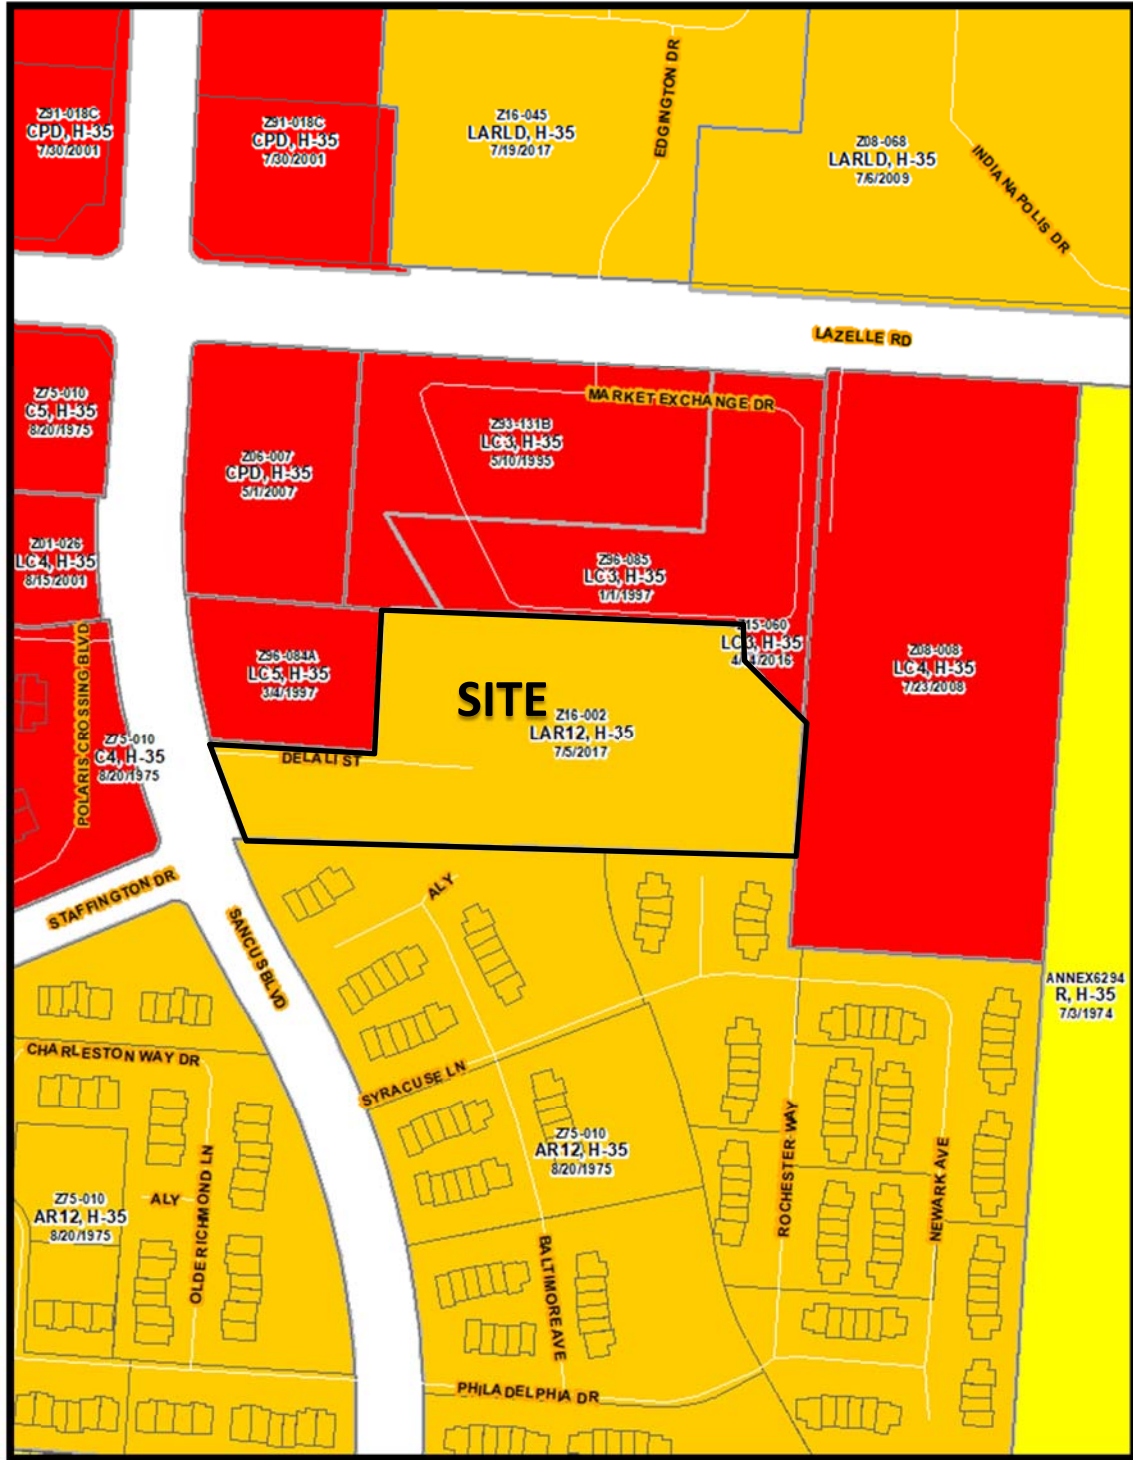 Z91-018C
CPD, H-35
7/30/2001
Z91-018C
CPD, H-35
7/30/2001
Z16-045
LARLD, H-35
7/19/2017
EDGINGTON DR
Z08-068
LARLD, H-35
7/6/2009
INDIANAPOLIS DR
LAZELLE RD
Z75-010
C5, H-35
8/20/1975
Z06-007
CPD, H-35
5/1/2007
MARKET EXCHANGE DR
Z93-131B
LC3, H-35
5/10/1995
Z01-026
LC4, H-35
8/15/2001
Z96-085
LC3, H-35
1/1/1997
Z96-084A
LC5, H-35
3/4/1997
Z15-060
LC3, H-35
Z08-008
LC4, H-35
7/23/2008
SITE
Z16-002
LAR12, H-35
7/5/2017
POLARIS CROSSING BLVD
Z75-010
C4, H-35
8/20/1975
DELALI ST
STAFFINGTON DR
SANCUS BLVD
ALY
ANNEX6294
R, H-35
7/3/1974
CHARLESTON WAY DR
SYRACUSE LN
Z75-010
AR12, H-35
8/20/1975
ROCHESTER WAY
NEWARK AVE
Z75-010
AR12, H-35
8/20/1975
ALY
OLDE RICHMOND LN
BALTIMORE AVE
PHILADELPHIA DR